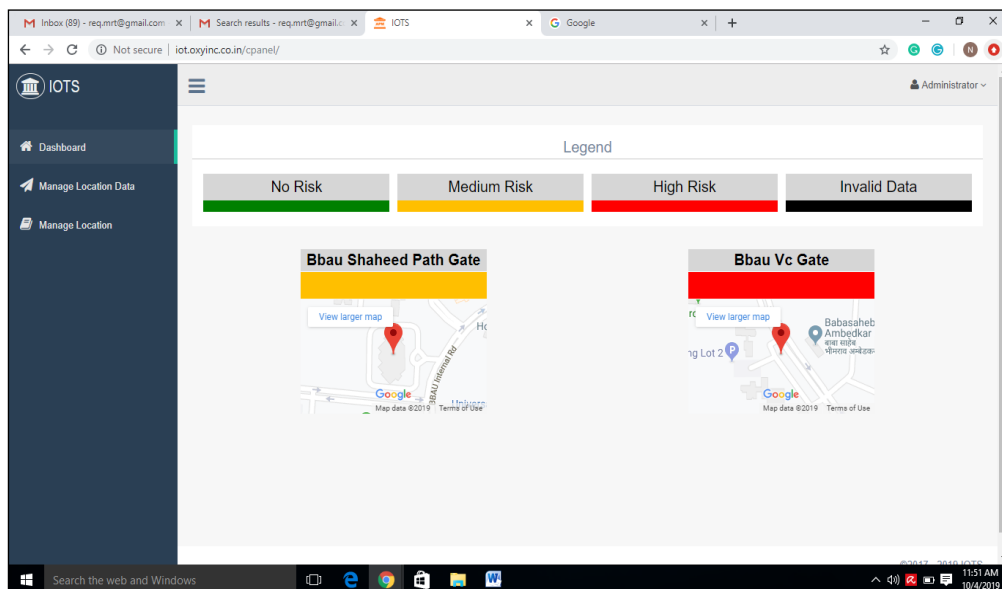 Inbox (89) - req.mrt@gmail.com
Search results - req.mrt@gmail.c
IOTS
Google
Not secure | iot.oxyinc.co.in/cpanel/
N
IOTS
Administrator
Dashboard
Manage Location Data
Manage Location
Legend
No Risk
Medium Risk
High Risk
Invalid Data
Bbau Shaheed Path Gate
View larger map
BBAU Internal Rd
Google
Map data ©2019 Terms of Use
Bbau Vc Gate
View larger map
Babasaheb
Ambedkar
बाबा साहेब
भीमराव अम्बेडकर
ng Lot 2
P
Google
Map data ©2019 Terms of Use
©2017 - 2019 IOTS
Search the web and Windows
11:51 AM
10/4/2019